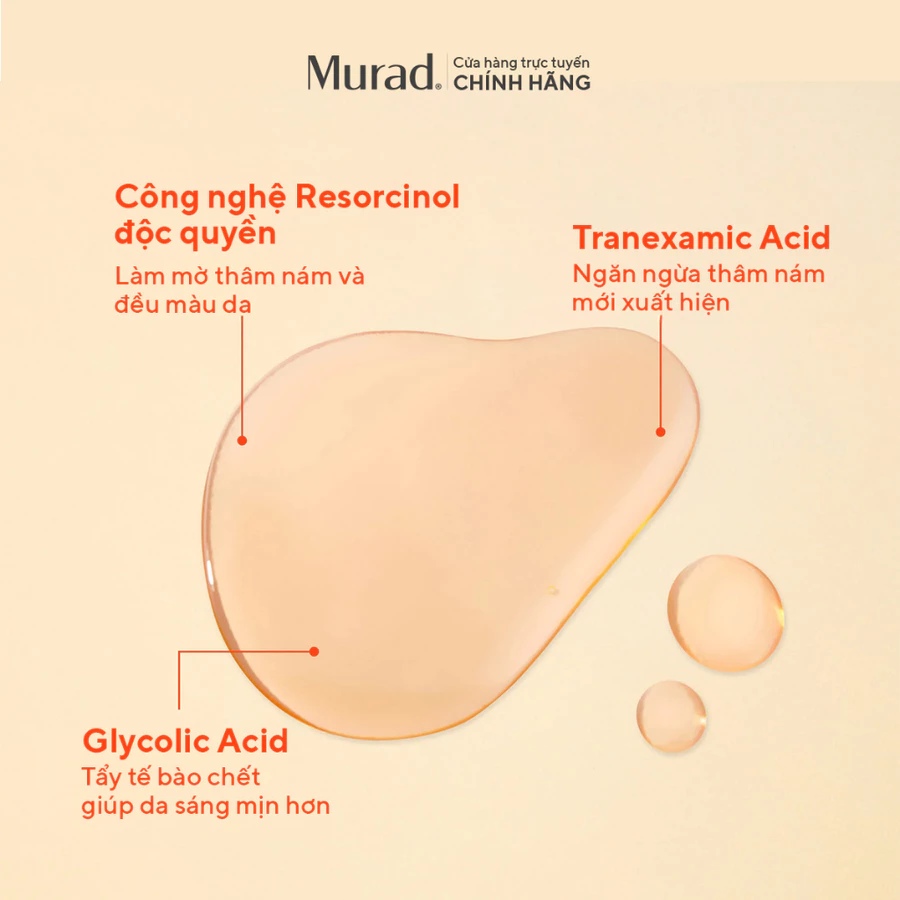 Murad®
Cửa hàng trực tuyến
CHÍNH HÃNG
Công nghệ Resorcinol
độc quyền
Làm mờ thâm nám và
đều màu da
Tranexamic Acid
Ngăn ngừa thâm nám
mới xuất hiện
Glycolic Acid
Tẩy tế bào chết
giúp da sáng mịn hơn